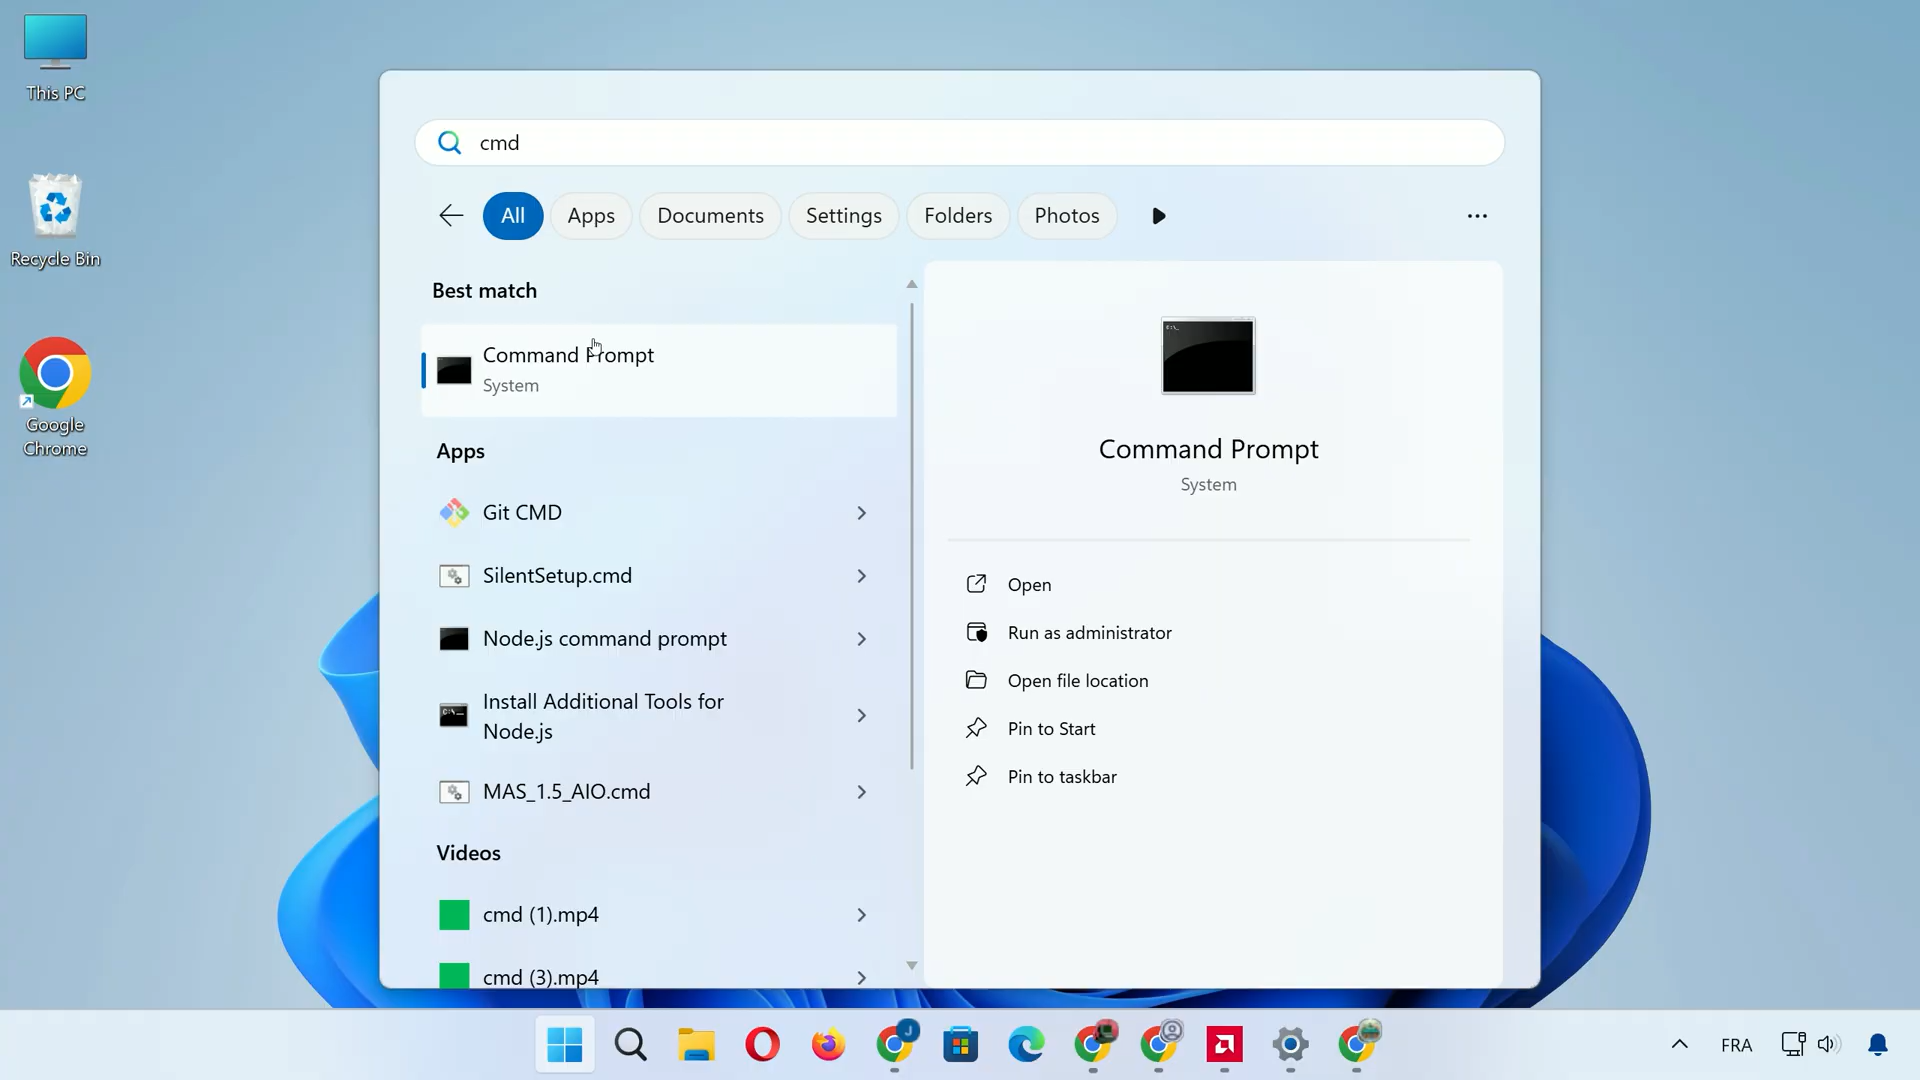 This PC
Recycle Bin
Google
Chrome
cmd
All
Apps
Documents
Settings
Folders
Photos
Best match
Command Prompt
System
Apps
Git CMD
SilentSetup.cmd
Node.js command prompt
Install Additional Tools for
Node.js
MAS_1.5_AIO.cmd
Videos
cmd (1).mp4
cmd (3).mp4
Command Prompt
System
Open
Run as administrator
Open file location
Pin to Start
Pin to taskbar
J
FRA